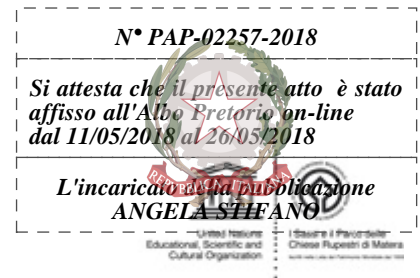 N° PAP-02257-2018
Si attesta che il presente atto è stato
affisso all'Albo Pretorio on-line
dal 11/05/2018 al 26/05/2018
L'incaricato della pubblicazione
ANGELA STIFANO
REPVBBLICA ITALIANA
United Nations
Educational, Scientific and
Cultural Organization
I Sassi e il Parco delle
Chiese Rupestri di Matera